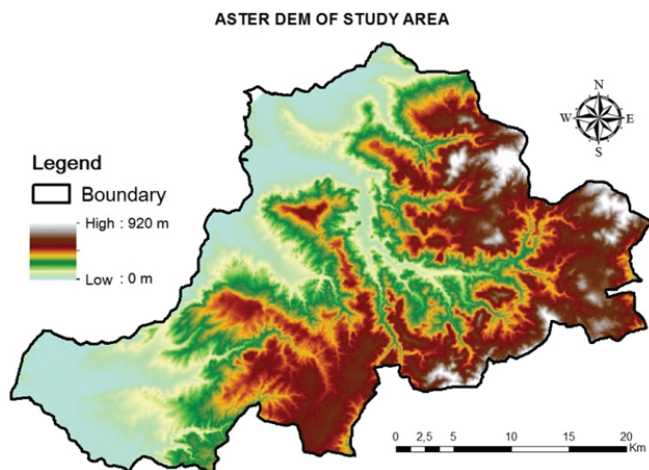 ASTER DEM OF STUDY AREA
N
W E
S
Legend
Boundary
High : 920 m
Low : 0 m
0 2,5 5 10 15 20
Km